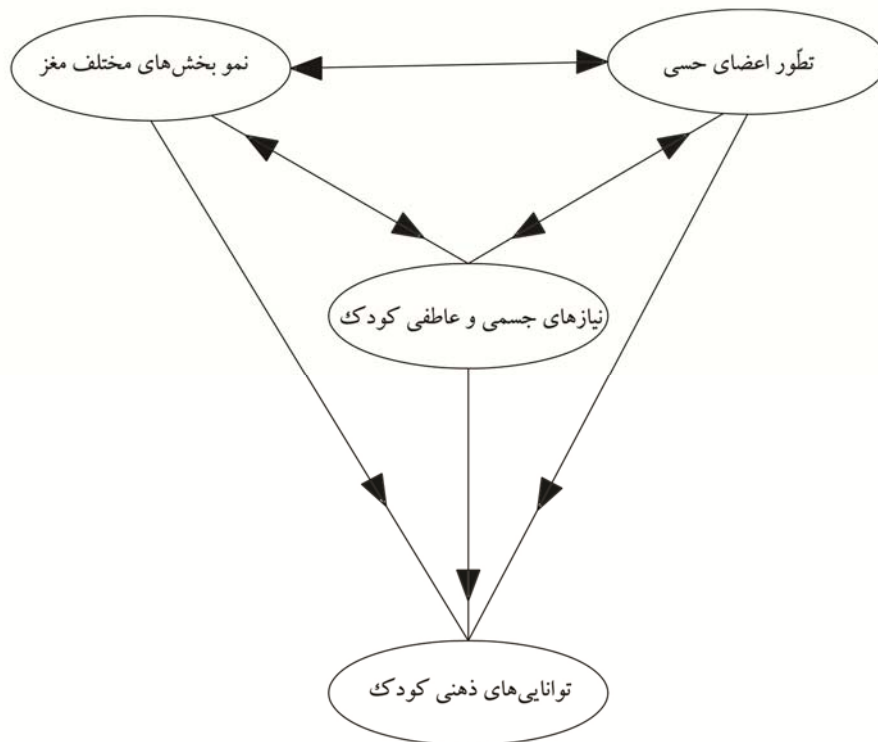 تطّور اعضای حسی
نمو بخش‌های مختلف مغز
نیازهای جسمی و عاطفی کودک
توانایی‌های ذهنی کودک